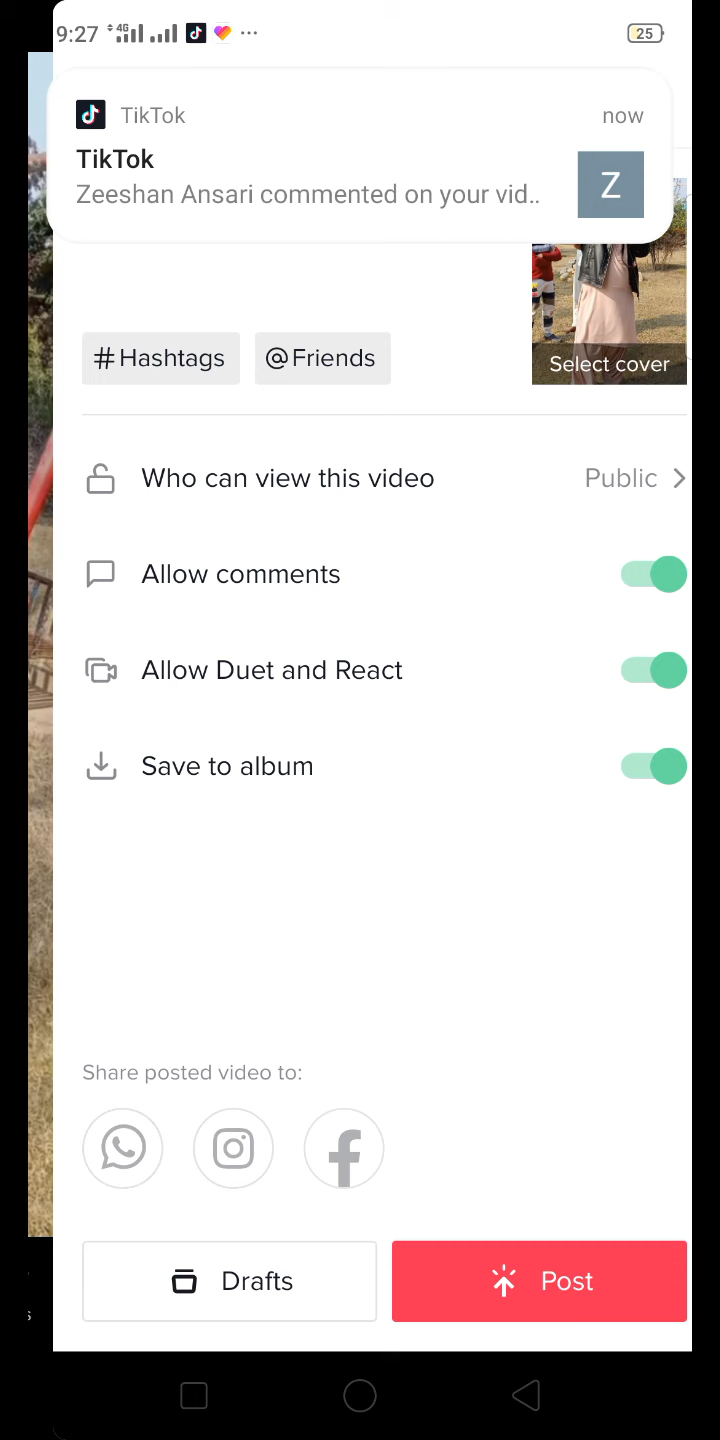 9:27 4G ... 25
TikTok now
TikTok
Zeeshan Ansari commented on your vid..
Z
# Hashtags @ Friends
Select cover
Who can view this video Public
Allow comments
Allow Duet and React
Save to album
Share posted video to:
Drafts Post
s